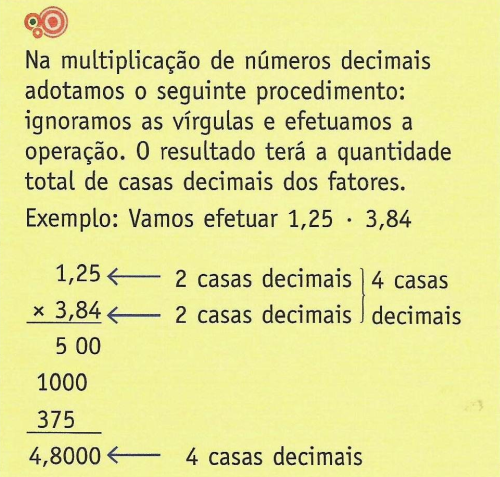 Na multiplicação de números decimais
adotamos o seguinte procedimento:
ignoramos as vírgulas e efetuamos a
operação. O resultado terá a quantidade
total de casas decimais dos fatores.
Exemplo: Vamos efetuar 1,25 · 3,84
1,25 ← 2 casas decimais } 4 casas
× 3,84 ← 2 casas decimais decimais
5 00
1000
375
4,8000 ← 4 casas decimais